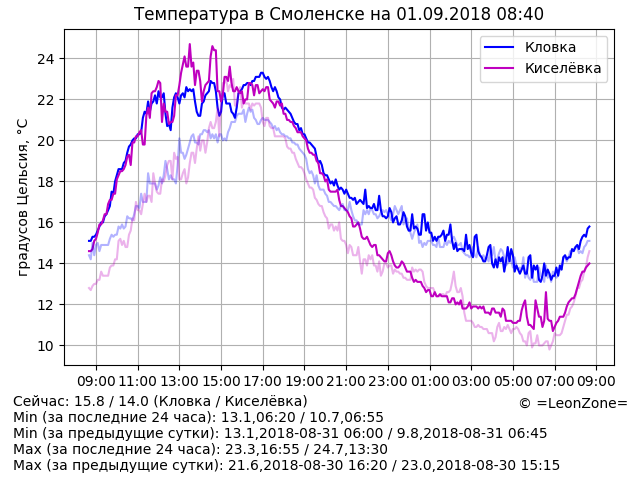 Температура в Смоленске на 01.09.2018 08:40
Кловка
Киселёвка
градусов Цельсия, °C
24
22
20
18
16
14
12
10
09:00 11:00 13:00 15:00 17:00 19:00 21:00 23:00 01:00 03:00 05:00 07:00 09:00
Сейчас: 15.8 / 14.0 (Кловка / Киселёвка)
© =LeonZone=
Min (за последние 24 часа): 13.1,06:20 / 10.7,06:55
Min (за предыдущие сутки): 13.1,2018-08-31 06:00 / 9.8,2018-08-31 06:45
Max (за последние 24 часа): 23.3,16:55 / 24.7,13:30
Max (за предыдущие сутки): 21.6,2018-08-30 16:20 / 23.0,2018-08-30 15:15